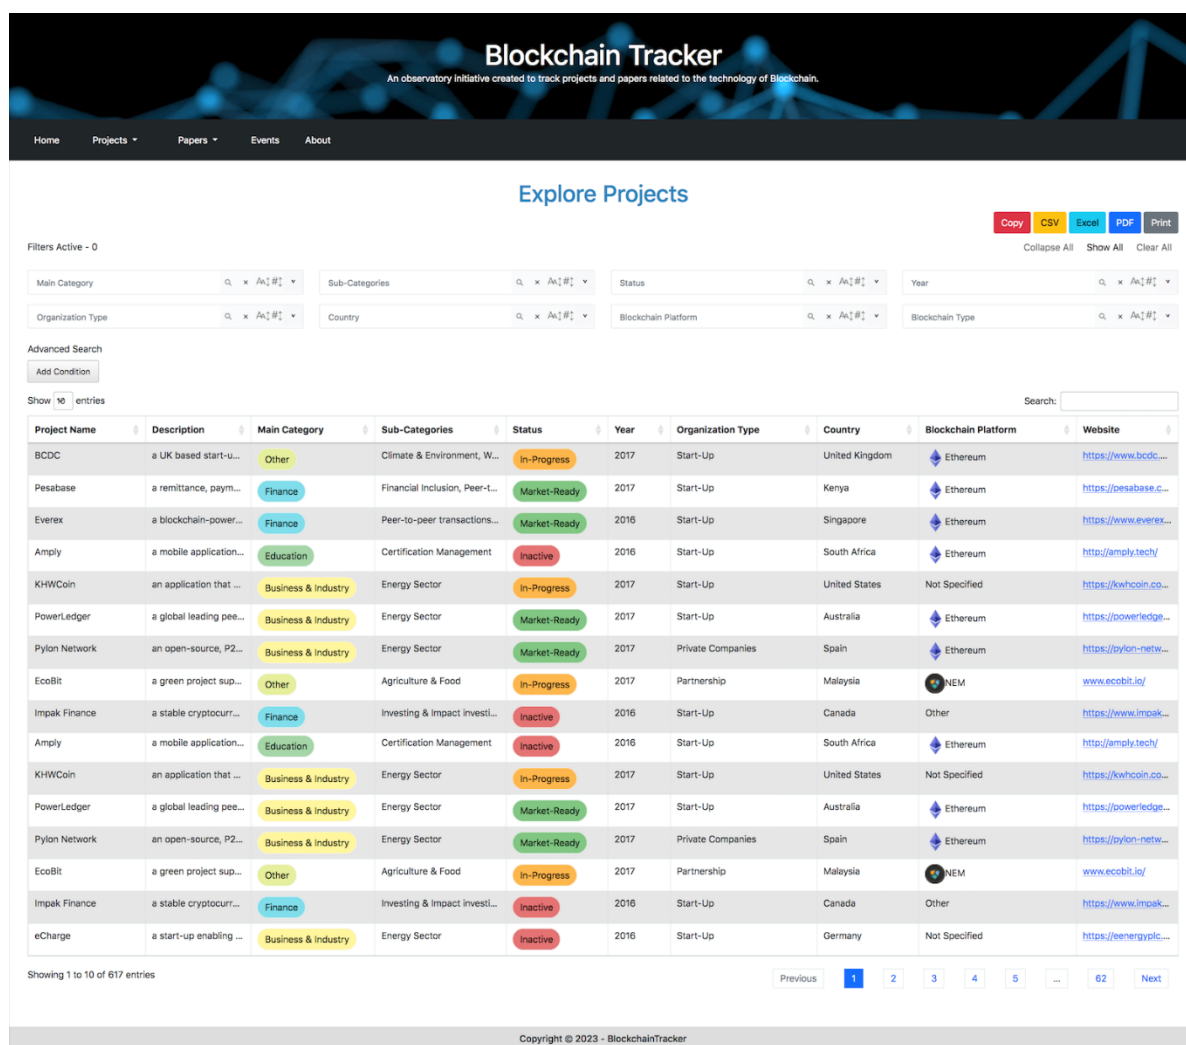 Blockchain Tracker
An observatory initiative created to track projects and papers related to the technology of Blockchain.
Home Projects Papers Events About
Explore Projects
Copy CSV Excel PDF Print
Filters Active - 0 Collapse All Show All Clear All
Main Category Sub-Categories Status Year
Organization Type Country Blockchain Platform Blockchain Type
Advanced Search
Add Condition
Show 10 entries Search:
Project Name Description Main Category Sub-Categories Status Year Organization Type Country Blockchain Platform Website
BCDC a UK based start-u... Other Climate & Environment, W... In-Progress 2017 Start-Up United Kingdom Ethereum https://www.bcdc....
Pesabase a remittance, paym... Finance Financial Inclusion, Peer-t... Market-Ready 2017 Start-Up Kenya Ethereum https://pesabase.c...
Everex a blockchain-power... Finance Peer-to-peer transactions... Market-Ready 2016 Start-Up Singapore Ethereum https://www.everex...
Amply a mobile application... Education Certification Management Inactive 2016 Start-Up South Africa Ethereum http://amply.tech/
KHWCoin an application that ... Business & Industry Energy Sector In-Progress 2017 Start-Up United States Not Specified https://kwhcoin.co...
PowerLedger a global leading pee... Business & Industry Energy Sector Market-Ready 2017 Start-Up Australia Ethereum https://powerledge...
Pylon Network an open-source, P2... Business & Industry Energy Sector Market-Ready 2017 Private Companies Spain Ethereum https://pylon-netw...
EcoBit a green project sup... Other Agriculture & Food In-Progress 2017 Partnership Malaysia NEM www.ecobit.io/
Impak Finance a stable cryptocurr... Finance Investing & Impact investi... Inactive 2016 Start-Up Canada Other https://www.impak...
Amply a mobile application... Education Certification Management Inactive 2016 Start-Up South Africa Ethereum http://amply.tech/
KHWCoin an application that ... Business & Industry Energy Sector In-Progress 2017 Start-Up United States Not Specified https://kwhcoin.co...
PowerLedger a global leading pee... Business & Industry Energy Sector Market-Ready 2017 Start-Up Australia Ethereum https://powerledge...
Pylon Network an open-source, P2... Business & Industry Energy Sector Market-Ready 2017 Private Companies Spain Ethereum https://pylon-netw...
EcoBit a green project sup... Other Agriculture & Food In-Progress 2017 Partnership Malaysia NEM www.ecobit.io/
Impak Finance a stable cryptocurr... Finance Investing & Impact investi... Inactive 2016 Start-Up Canada Other https://www.impak...
eCharge a start-up enabling ... Business & Industry Energy Sector Inactive 2016 Start-Up Germany Not Specified https://eenergyplc....
Showing 1 to 10 of 617 entries Previous 1 2 3 4 5 ... 62 Next
Copyright © 2023 - BlockchainTracker